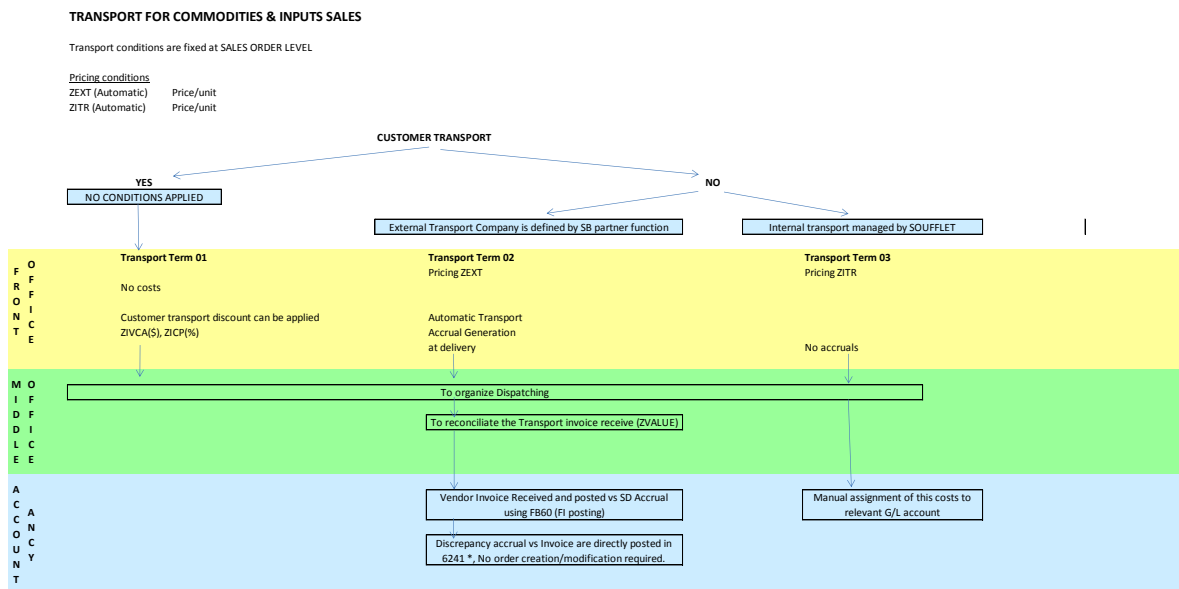 TRANSPORT FOR COMMODITIES & INPUTS SALES
Transport conditions are fixed at SALES ORDER LEVEL
Pricing conditions
ZEXT (Automatic) Price/unit
ZITR (Automatic) Price/unit
CUSTOMER TRANSPORT
YES
NO
NO CONDITIONS APPLIED
External Transport Company is defined by SB partner function
Internal transport managed by SOUFFLET
FRONT OFFICE
Transport Term 01
No costs
Customer transport discount can be applied
ZIVCA($), ZICP(%)
Transport Term 02
Pricing ZEXT
Automatic Transport
Accrual Generation
at delivery
Transport Term 03
Pricing ZITR
No accruals
MIDDLE OFFICE
To organize Dispatching
To reconciliate the Transport invoice receive (ZVALUE)
ACCOUNT ANCY
Vendor Invoice Received and posted vs SD Accrual
using FB60 (FI posting)
Manual assignment of this costs to
relevant G/L account
Discrepancy accrual vs Invoice are directly posted in
6241 *, No order creation/modification required.